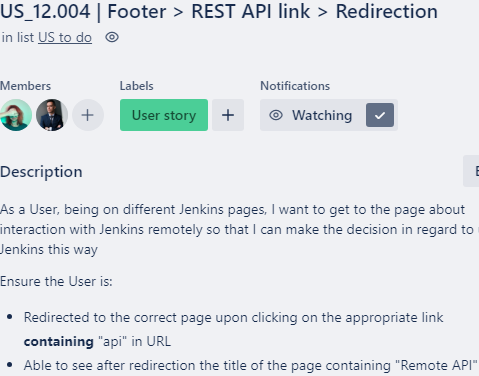 US_12.004 | Footer > REST API link > Redirection
in list US to do
Members
Labels
Notifications
User story
Watching
Description
As a User, being on different Jenkins pages, I want to get to the page about
interaction with Jenkins remotely so that I can make the decision in regard to
Jenkins this way
Ensure the User is:
Redirected to the correct page upon clicking on the appropriate link
containing "api" in URL
Able to see after redirection the title of the page containing "Remote API"